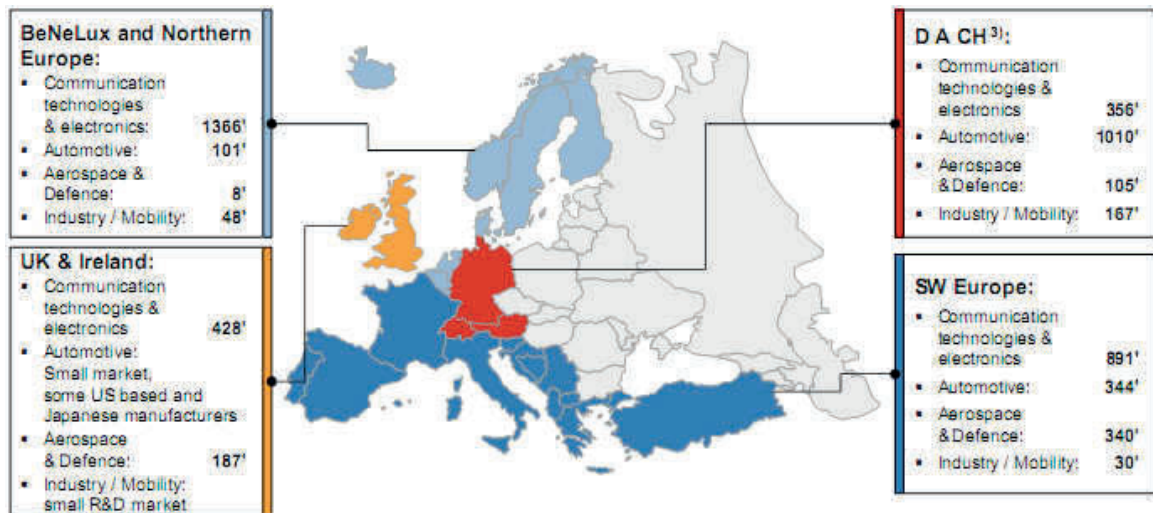 BeNeLux and Northern
Europe:
▪ Communication
technologies
& electronics: 1366'
▪ Automotive: 101'
▪ Aerospace &
Defence: 8'
▪ Industry / Mobility: 48'
UK & Ireland:
▪ Communication
technologies &
electronics 428'
▪ Automotive:
Small market,
some US based and
Japanese manufacturers
▪ Aerospace
& Defence: 187'
▪ Industry / Mobility:
small R&D market
D A CH³⁾:
▪ Communication
technologies &
electronics 356'
▪ Automotive: 1010'
▪ Aerospace
& Defence: 105'
▪ Industry / Mobility: 167'
SW Europe:
▪ Communication
technologies &
electronics 891'
▪ Automotive: 344'
▪ Aerospace
& Defence: 340'
▪ Industry / Mobility: 30'